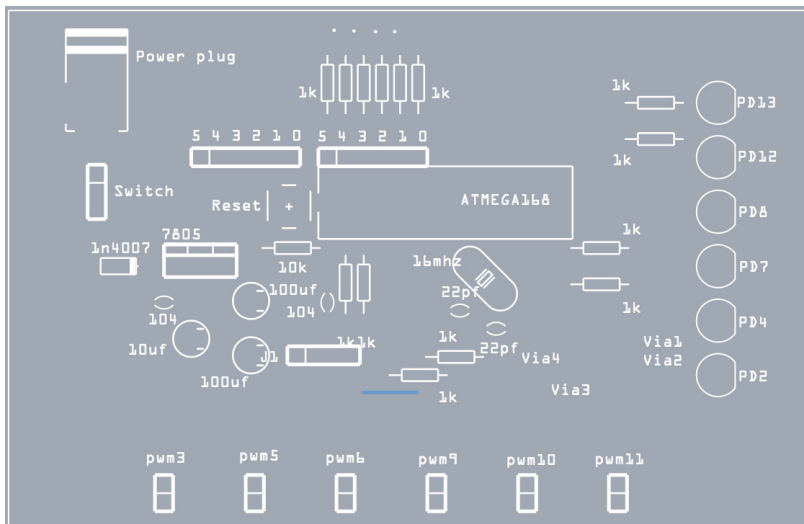 Power plug
1k 1k
1k
PD13
5 4 3 2 1 0 5 4 3 2 1 0
1k
PD12
Switch
Reset
ATMEGA168
PD8
7805
1n4007
10k
16mhz
1k
PD7
100uf
104
104
22pf
1k
10uf
1k1k
1k
22pf
Via1
PD4
J1
Via4
Via2
100uf
PD2
1k
Via3
pwm3 pwm5 pwm6 pwm9 pwm10 pwm11